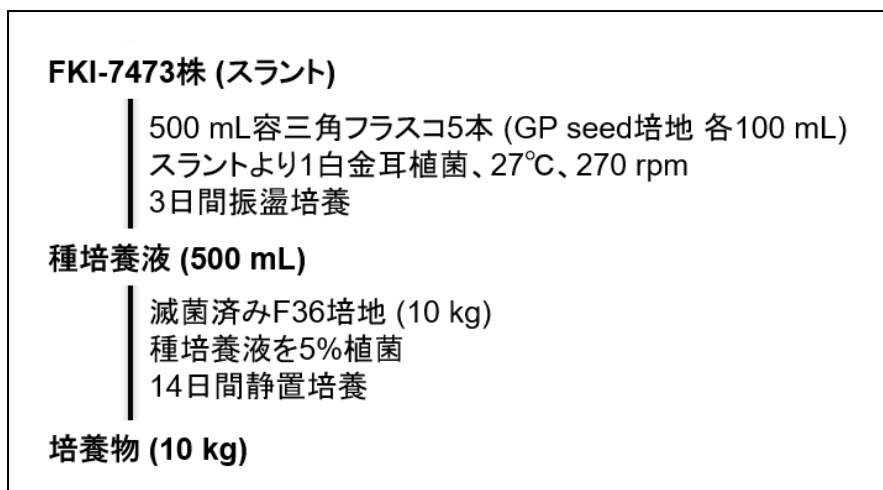 FKI-7473株 (スラント)
500 mL容三角フラスコ5本 (GP seed培地 各100 mL)
スラントより1白金耳植菌、27℃、270 rpm
3日間振盪培養
種培養液 (500 mL)
滅菌済みF36培地 (10 kg)
種培養液を5%植菌
14日間静置培養
培養物 (10 kg)